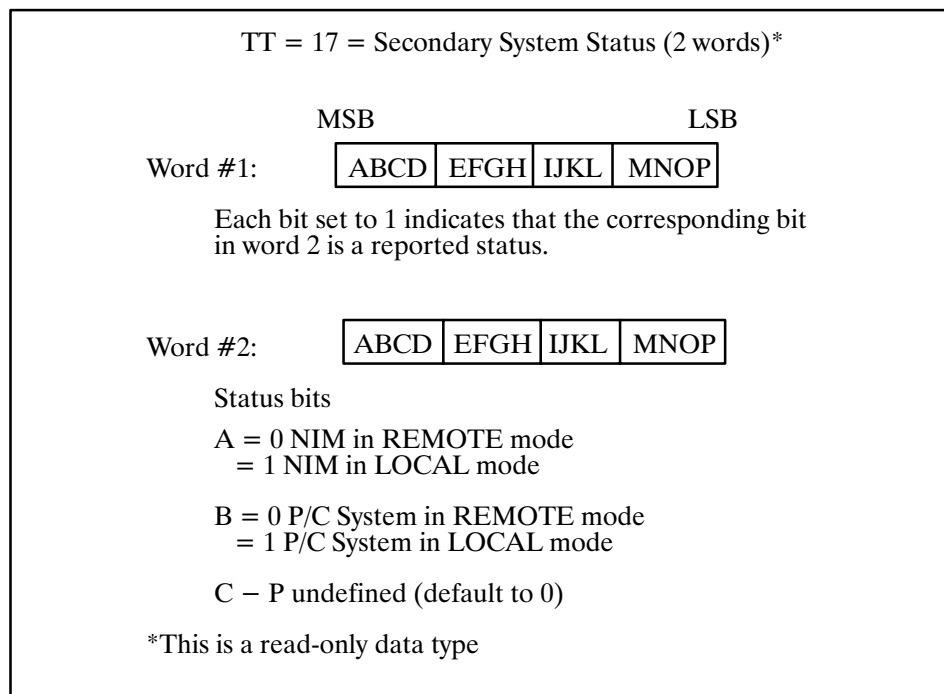 TT = 17 = Secondary System Status (2 words)*
MSB LSB
Word #1: ABCD EFGH IJKL MNOP
Each bit set to 1 indicates that the corresponding bit
in word 2 is a reported status.
Word #2: ABCD EFGH IJKL MNOP
Status bits
A = 0 NIM in REMOTE mode
= 1 NIM in LOCAL mode
B = 0 P/C System in REMOTE mode
= 1 P/C System in LOCAL mode
C – P undefined (default to 0)
*This is a read-only data type